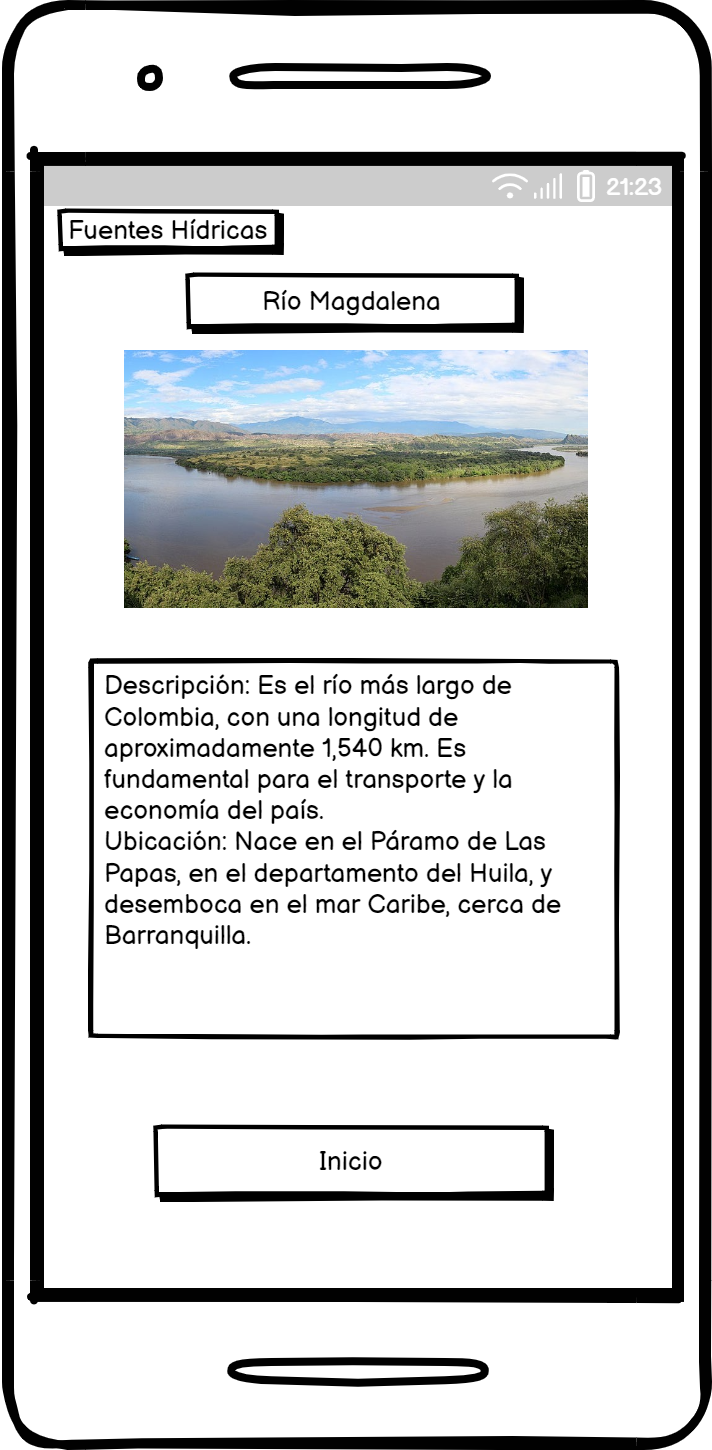 21:23
Fuentes Hídricas
Río Magdalena
Descripción: Es el río más largo de
Colombia, con una longitud de
aproximadamente 1,540 km. Es
fundamental para el transporte y la
economía del país.
Ubicación: Nace en el Páramo de Las
Papas, en el departamento del Huila, y
desemboca en el mar Caribe, cerca de
Barranquilla.
Inicio